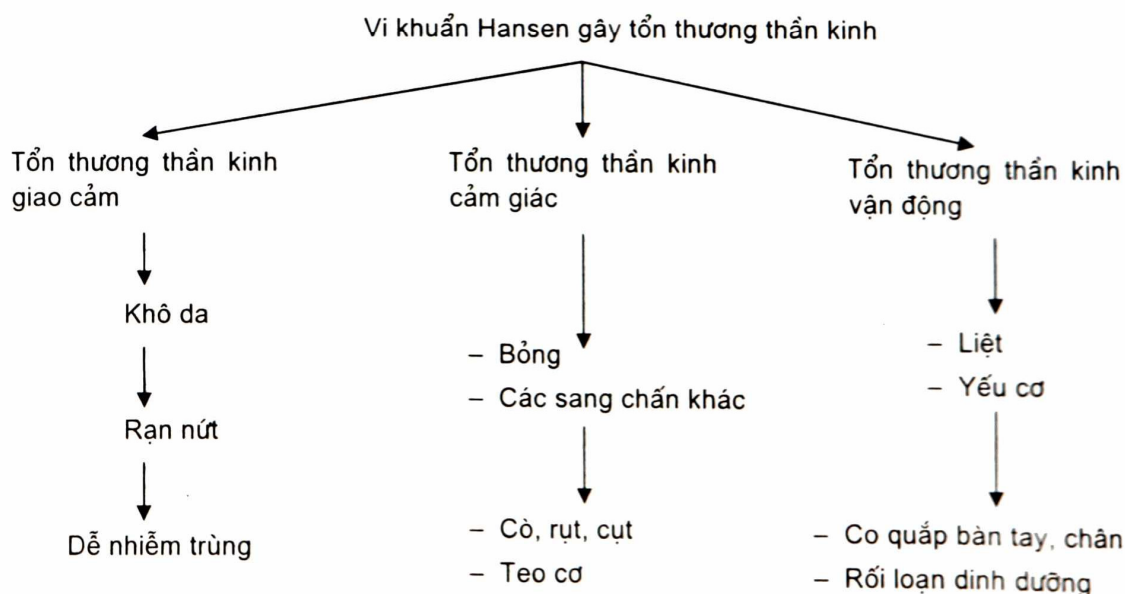 Vi khuẩn Hansen gây tổn thương thần kinh
Tổn thương thần kinh
giao cảm
Khô da
Rạn nứt
Dễ nhiễm trùng
Tổn thương thần kinh
cảm giác
– Bỏng
– Các sang chấn khác
– Cò, rụt, cụt
– Teo cơ
Tổn thương thần kinh
vận động
– Liệt
– Yếu cơ
– Co quắp bàn tay, chân
– Rối loạn dinh dưỡng